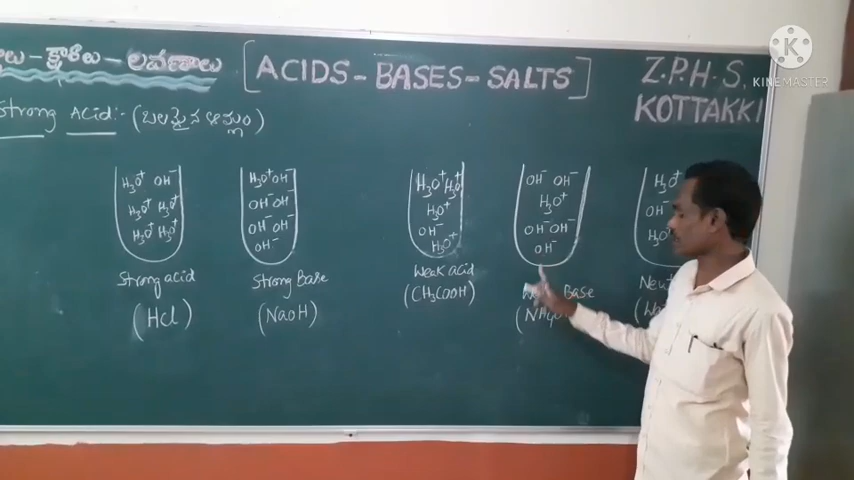 క్షారాలు - లవణాలు [ACIDS - BASES - SALTS]
Z.P.H.S
KOTTAKKI
Strong Acid:- (బలమైన ఆమ్లం)
H₃O⁺ OH⁻
H₃O⁺ H₃O⁺
H₃O⁺ H₃O⁺
Strong acid
(HCl)
H₃O⁺ OH⁻
OH⁻ OH⁻
OH⁻ OH⁻
OH⁻
Strong Base
(NaOH)
H₃O⁺ H₃O⁺
H₃O⁺
OH⁻
H₃O⁺
Weak acid
(CH₃COOH)
OH⁻ OH⁻
H₃O⁺
OH⁻ OH⁻
OH⁻
Base
H₃O⁺
OH⁻
K
KINEMASTER